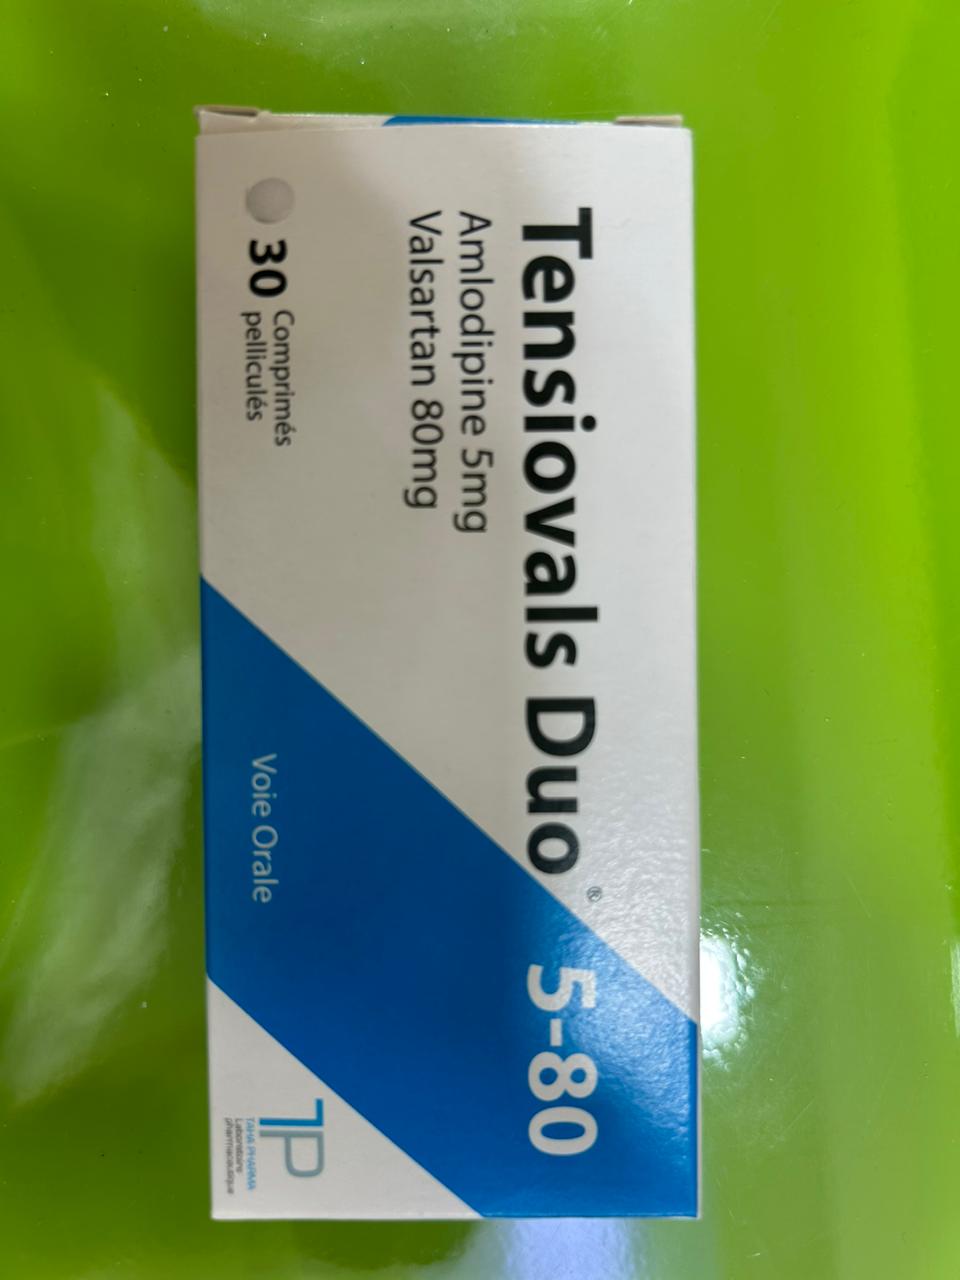 Tensiovals Duo® 5-80
Amlodipine 5mg
Valsartan 80mg
30 Comprimés
pelliculés
Voie Orale
TP
TAHA PHARMA
Laboratoire
pharmaceutique